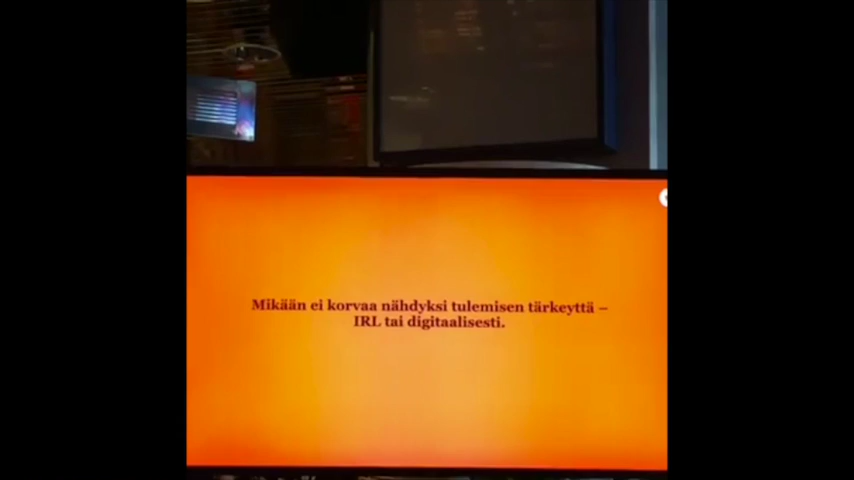 Mikään ei korvaa nähdyksi tulemisen tärkeyttä –
IRL tai digitaalisesti.